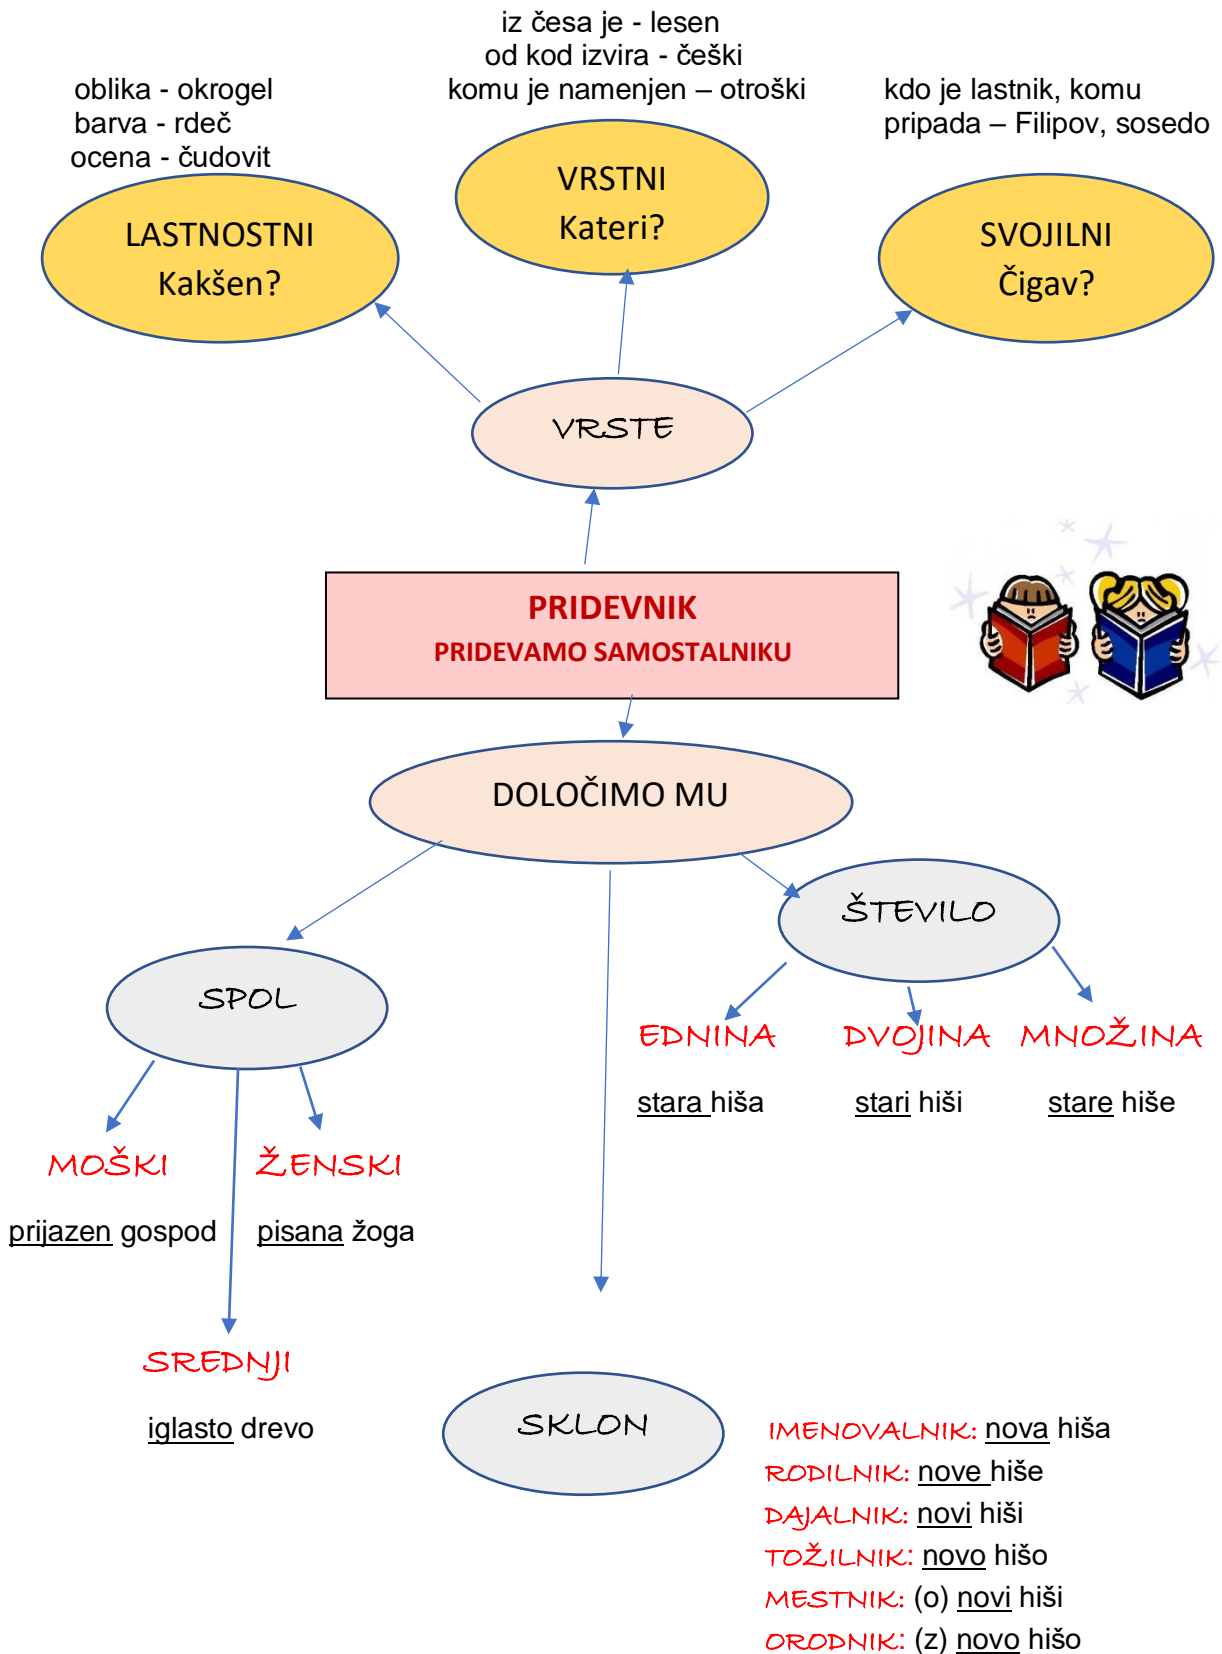 iz česa je - lesen
od kod izvira - češki
komu je namenjen – otroški
oblika - okrogel
barva - rdeč
ocena - čudovit
kdo je lastnik, komu
pripada – Filipov, sosedo
LASTNOSTNI
Kakšen?
VRSTNI
Kateri?
SVOJILNI
Čigav?
VRSTE
PRIDEVNIK
PRIDEVAMO SAMOSTALNIKU
DOLOČIMO MU
ŠTEVILO
SPOL
EDNINA DVOJINA MNOŽINA
stara hiša stari hiši stare hiše
MOŠKI ŽENSKI
prijazen gospod pisana žoga
SREDNJI
iglasto drevo
SKLON
IMENOVALNIK: nova hiša
RODILNIK: nove hiše
DAJALNIK: novi hiši
TOŽILNIK: novo hišo
MESTNIK: (o) novi hiši
ORODNIK: (z) novo hišo